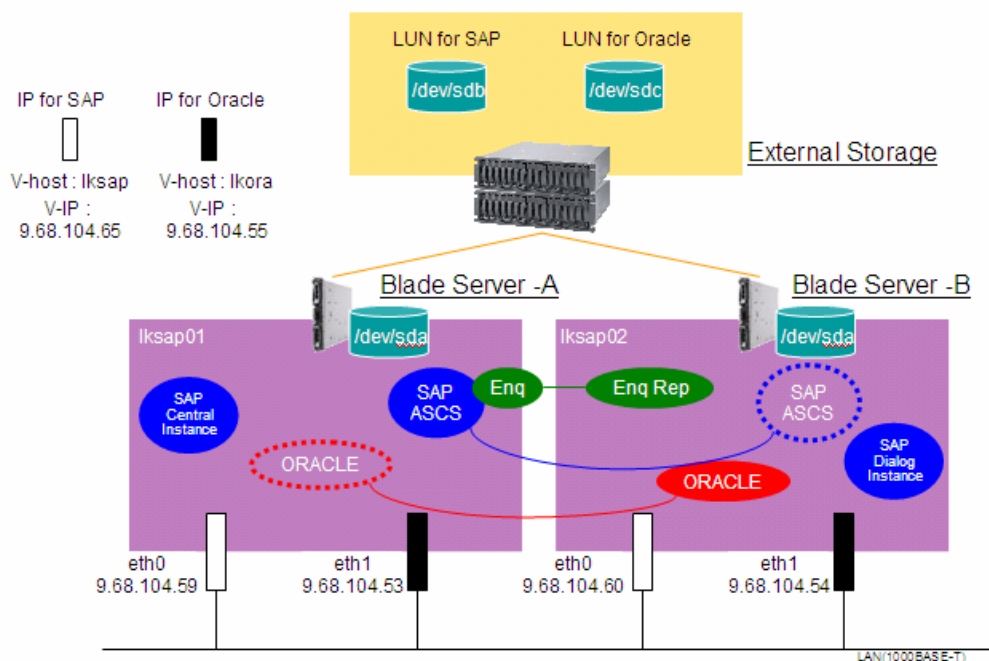 LUN for SAP
LUN for Oracle
/dev/sdb
/dev/sdc
IP for SAP
IP for Oracle
V-host : lksap
V-IP :
9.68.104.65
V-host : lkora
V-IP :
9.68.104.55
External Storage
Blade Server -A
Blade Server -B
lksap01
/dev/sda
lksap02
/dev/sda
SAP
Central
Instance
SAP
ASCS
Enq
Enq Rep
SAP
ASCS
ORACLE
ORACLE
SAP
Dialog
Instance
eth0
9.68.104.59
eth1
9.68.104.53
eth0
9.68.104.60
eth1
9.68.104.54
LAN(1000BASE-T)